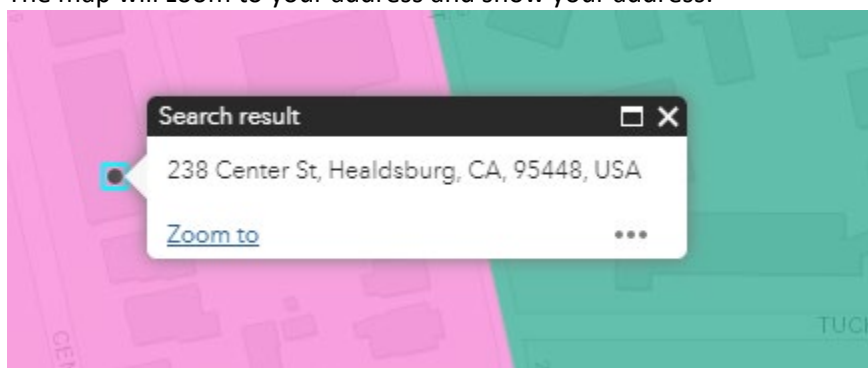 The map will zoom to your address and show your address.
Search result
238 Center St, Healdsburg, CA, 95448, USA
Zoom to